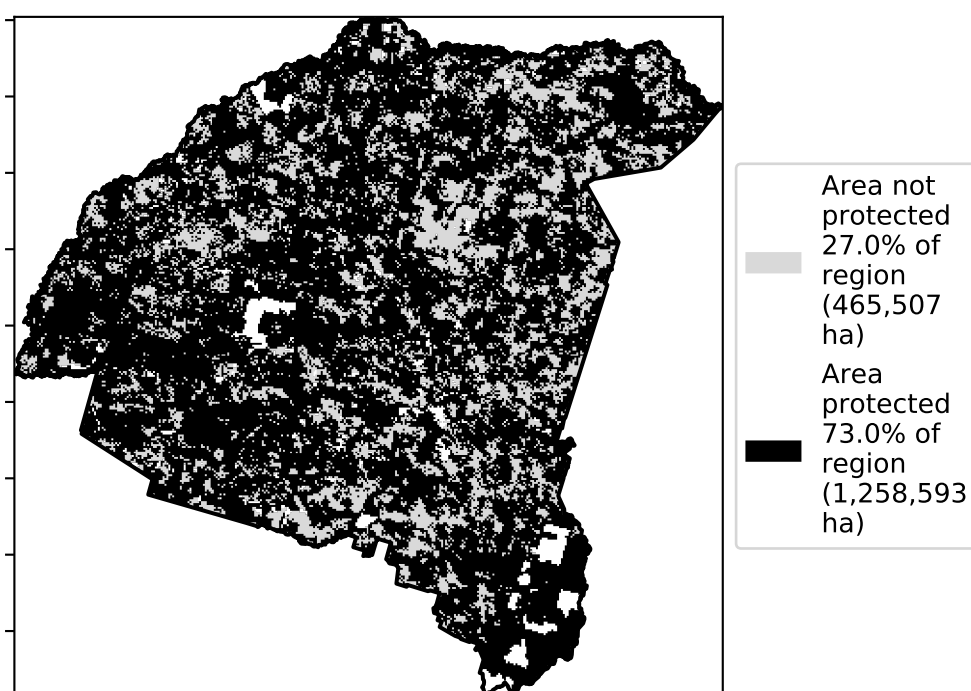 Area not
protected
27.0% of
region
(465,507
ha)
Area
protected
73.0% of
region
(1,258,593
ha)